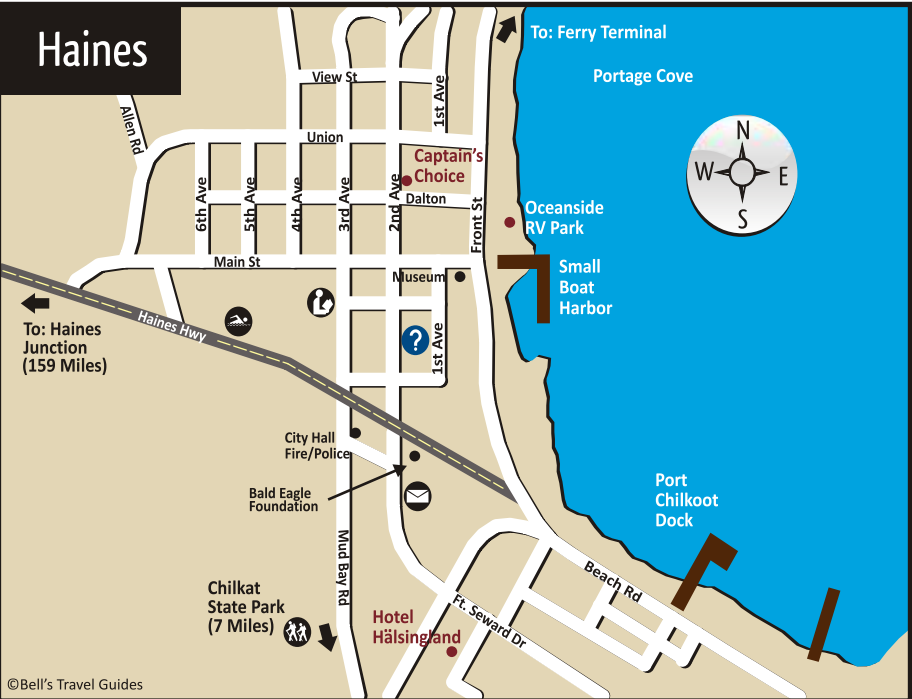 Haines
To: Ferry Terminal
Portage Cove
View St
1st Ave
Allen Rd
Union
Captain's
Choice
N
W
E
S
6th Ave
5th Ave
4th Ave
3rd Ave
2nd Ave
Dalton
Front St
Oceanside
RV Park
Main St
Museum
Small
Boat
Harbor
To: Haines
Junction
(159 Miles)
Haines Hwy
?
1st Ave
City Hall
Fire/Police
Bald Eagle
Foundation
Port
Chilkoot
Dock
Mud Bay Rd
Beach Rd
Chilkat
State Park
(7 Miles)
Ft. Seward Dr
Hotel
Hälsingland
©Bell's Travel Guides